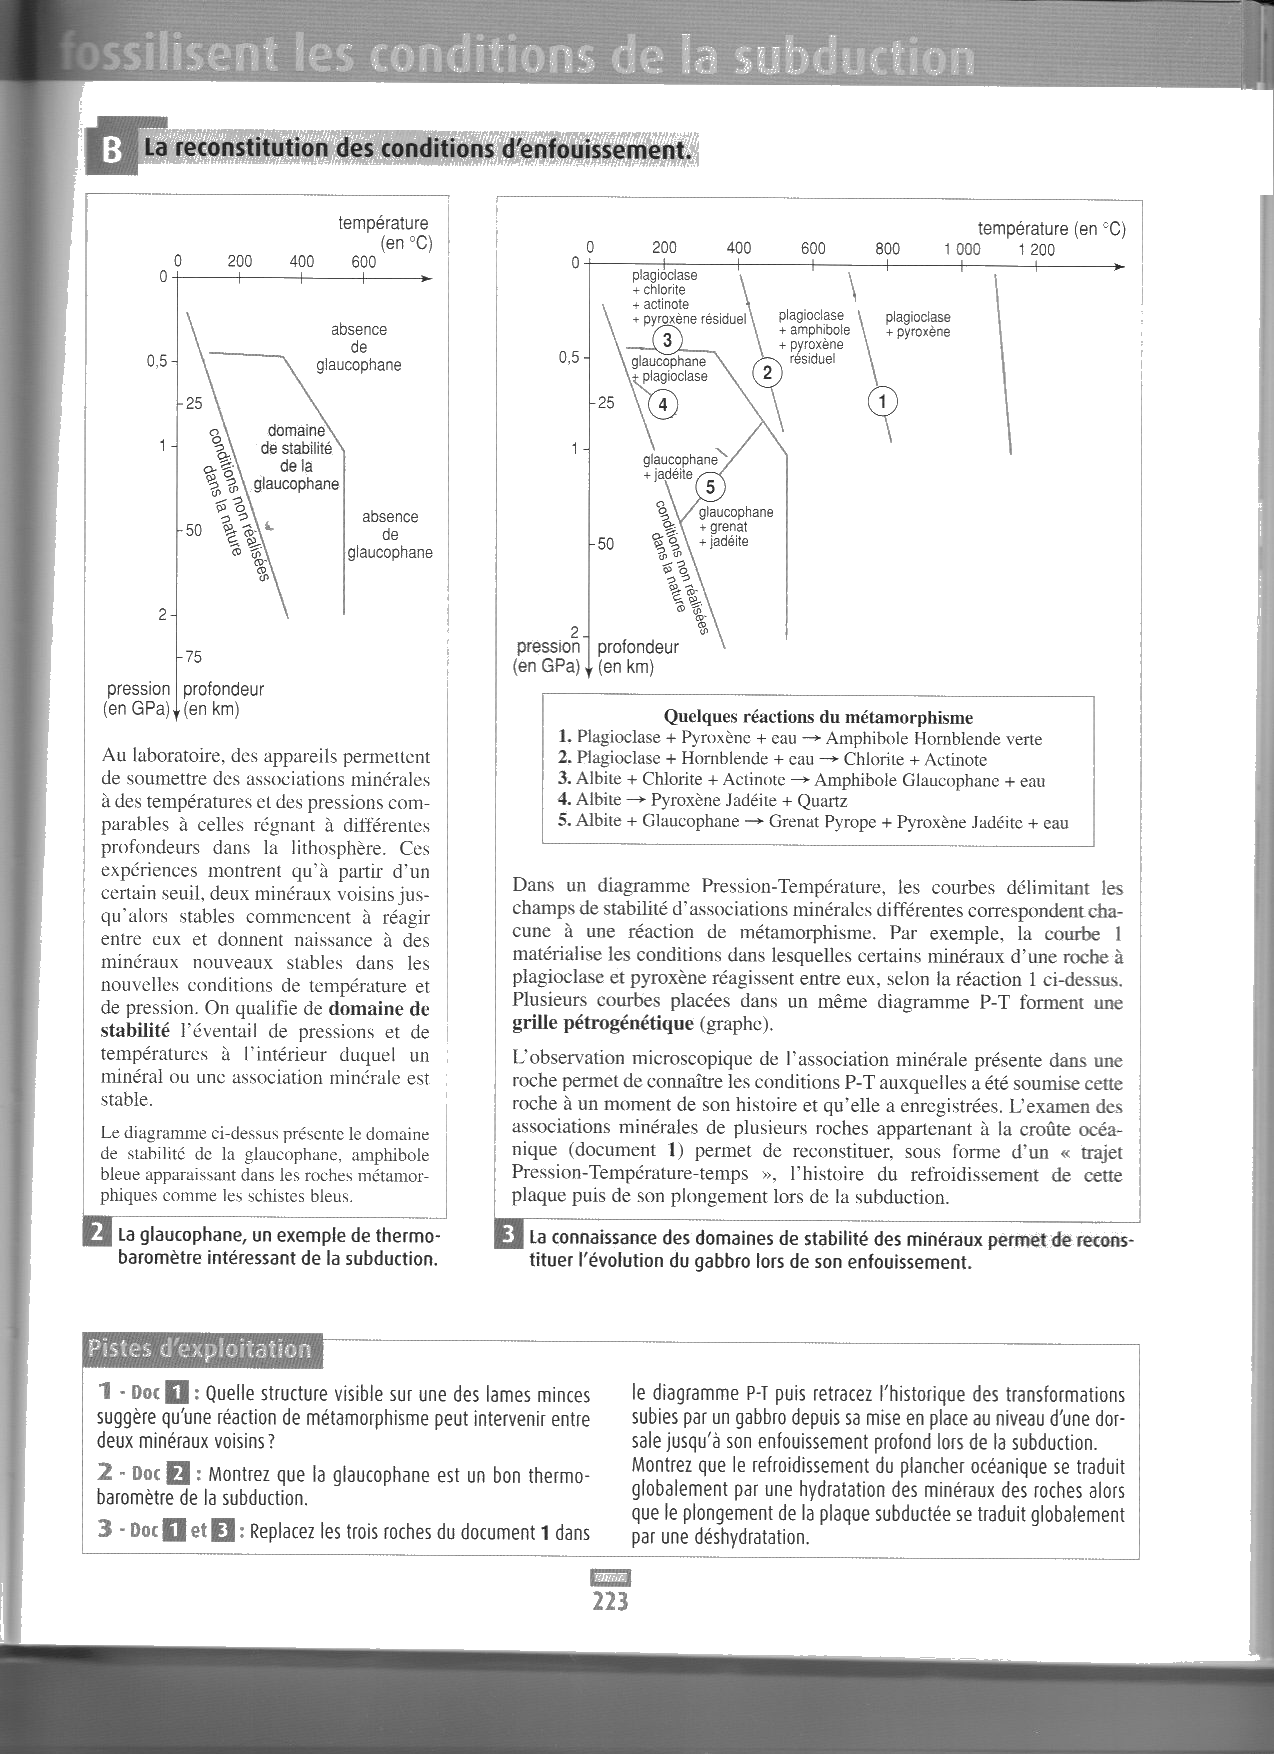 fossilisent les conditions de la subduction
B La reconstitution des conditions d'enfouissement.
température
(en °C)
0 200 400 600
0
0,5
25
1
50
2
75
absence
de
glaucophane
domaine
de stabilité
de la
glaucophane
absence
de
glaucophane
conditions non réalisées
dans la nature
pression profondeur
(en GPa) (en km)
Au laboratoire, des appareils permettent
de soumettre des associations minérales
à des températures et des pressions com-
parables à celles régnant à différentes
profondeurs dans la lithosphère. Ces
expériences montrent qu'à partir d'un
certain seuil, deux minéraux voisins jus-
qu'alors stables commencent à réagir
entre eux et donnent naissance à des
minéraux nouveaux stables dans les
nouvelles conditions de température et
de pression. On qualifie de domaine de
stabilité l'éventail de pressions et de
températures à l'intérieur duquel un
minéral ou une association minérale est
stable.
Le diagramme ci-dessus présente le domaine
de stabilité de la glaucophane, amphibole
bleue apparaissant dans les roches métamor-
phiques comme les schistes bleus.
2 La glaucophane, un exemple de thermo-
baromètre intéressant de la subduction.
température (en °C)
0 200 400 600 800 1 000 1 200
0
0,5
25
1
50
2
plagioclase
+ chlorite
+ actinote
+ pyroxène résiduel
3
glaucophane
+ plagioclase
4
plagioclase
+ amphibole
+ pyroxène
résiduel
2
plagioclase
+ pyroxène
1
glaucophane
+ jadéite
5
glaucophane
+ grenat
+ jadéite
conditions non réalisées
dans la nature
pression profondeur
(en GPa) (en km)
Quelques réactions du métamorphisme
1. Plagioclase + Pyroxène + eau → Amphibole Hornblende verte
2. Plagioclase + Hornblende + eau → Chlorite + Actinote
3. Albite + Chlorite + Actinote → Amphibole Glaucophane + eau
4. Albite → Pyroxène Jadéite + Quartz
5. Albite + Glaucophane → Grenat Pyrope + Pyroxène Jadéite + eau
Dans un diagramme Pression-Température, les courbes délimitant les
champs de stabilité d'associations minérales différentes correspondent cha-
cune à une réaction de métamorphisme. Par exemple, la courbe 1
matérialise les conditions dans lesquelles certains minéraux d'une roche à
plagioclase et pyroxène réagissent entre eux, selon la réaction 1 ci-dessus.
Plusieurs courbes placées dans un même diagramme P-T forment une
grille pétrogénétique (graphe).
L'observation microscopique de l'association minérale présente dans une
roche permet de connaître les conditions P-T auxquelles a été soumise cette
roche à un moment de son histoire et qu'elle a enregistrées. L'examen des
associations minérales de plusieurs roches appartenant à la croûte océa-
nique (document 1) permet de reconstituer, sous forme d'un « trajet
Pression-Température-temps », l'histoire du refroidissement de cette
plaque puis de son plongement lors de la subduction.
3 La connaissance des domaines de stabilité des minéraux permet de recons-
tituer l'évolution du gabbro lors de son enfouissement.
Pistes d'exploitation
1 - Doc 1 : Quelle structure visible sur une des lames minces
suggère qu'une réaction de métamorphisme peut intervenir entre
deux minéraux voisins ?
2 - Doc 2 : Montrez que la glaucophane est un bon thermo-
baromètre de la subduction.
3 - Doc 1 et 3 : Replacez les trois roches du document 1 dans
le diagramme P-T puis retracez l'historique des transformations
subies par un gabbro depuis sa mise en place au niveau d'une dor-
sale jusqu'à son enfouissement profond lors de la subduction.
Montrez que le refroidissement du plancher océanique se traduit
globalement par une hydratation des minéraux des roches alors
que le plongement de la plaque subductée se traduit globalement
par une déshydratation.
223